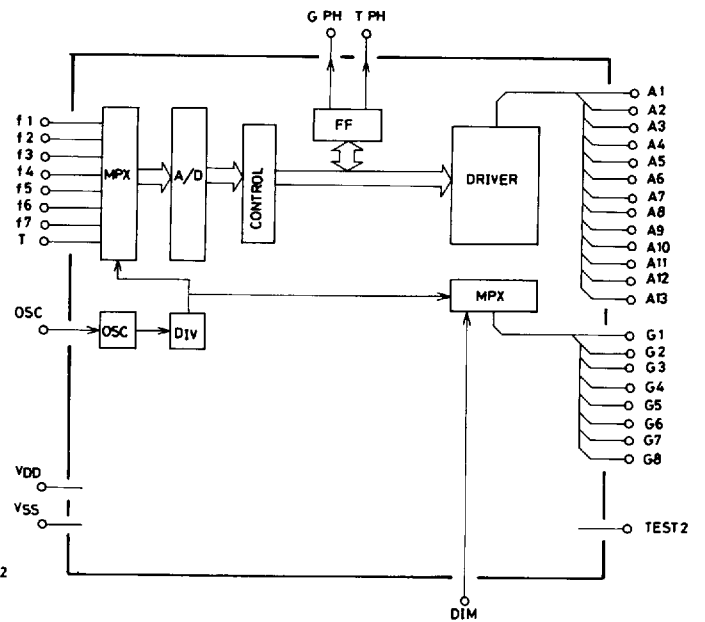 G PH T PH
f1
f2
f3
f4
f5
f6
f7
T
MPX
A/D
CONTROL
FF
DRIVER
A1
A2
A3
A4
A5
A6
A7
A8
A9
A10
A11
A12
A13
OSC
OSC
DIV
MPX
G1
G2
G3
G4
G5
G6
G7
G8
VDD
VSS
TEST2
2
DIM